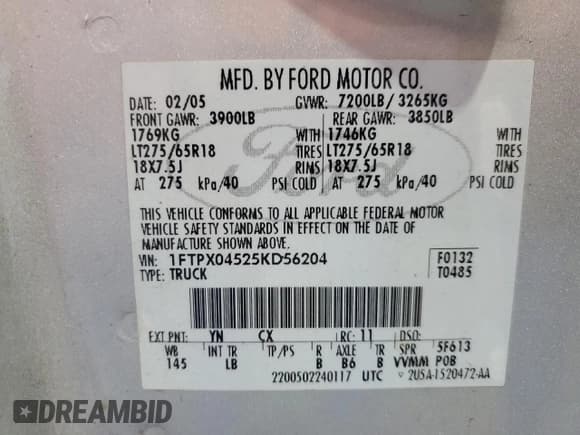 MFD. BY FORD MOTOR CO.
DATE: 02/05 GVWR: 7200LB/ 3265KG
FRONT GAWR: 3900LB REAR GAWR: 3850LB
1769KG WITH 1746KG WITH
LT275/65R18 TIRES LT275/65R18 TIRES
18X7.5J RIMS 18X7.5J RIMS
AT 275 kPa/40 PSI COLD AT 275 kPa/40 PSI COLD
Ford
THIS VEHICLE CONFORMS TO ALL APPLICABLE FEDERAL MOTOR
VEHICLE SAFETY STANDARDS IN EFFECT ON THE DATE OF
MANUFACTURE SHOWN ABOVE.
VIN: 1FTPX04525KD56204 F0132
TYPE: TRUCK T0485
EXT PNT: YN CX RC: 11 DSO:
WB INT TR TP/PS R AXLE TR SPR 5F613
145 LB B B6 B VVMM POB
2200502240117 UTC 2U5A-1520472-AA
DREAMBID